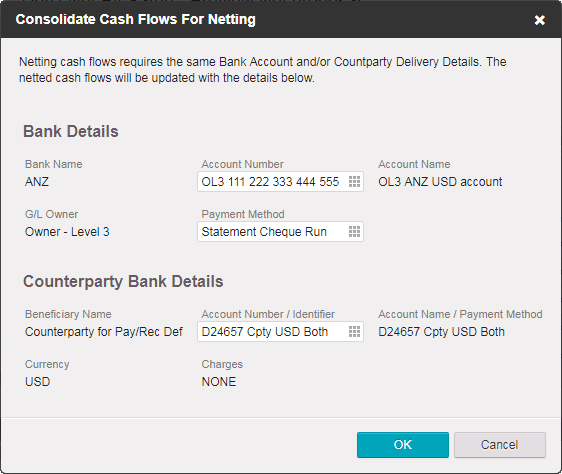 Consolidate Cash Flows For Netting
Netting cash flows requires the same Bank Account and/or Countparty Delivery Details. The
netted cash flows will be updated with the details below.
Bank Details
Bank Name Account Number Account Name
ANZ OL3 111 222 333 444 555 OL3 ANZ USD account
G/L Owner Payment Method
Owner - Level 3 Statement Cheque Run
Counterparty Bank Details
Beneficiary Name Account Number / Identifier Account Name / Payment Method
Counterparty for Pay/Rec Def D24657 Cpty USD Both D24657 Cpty USD Both
Currency Charges
USD NONE
OK Cancel